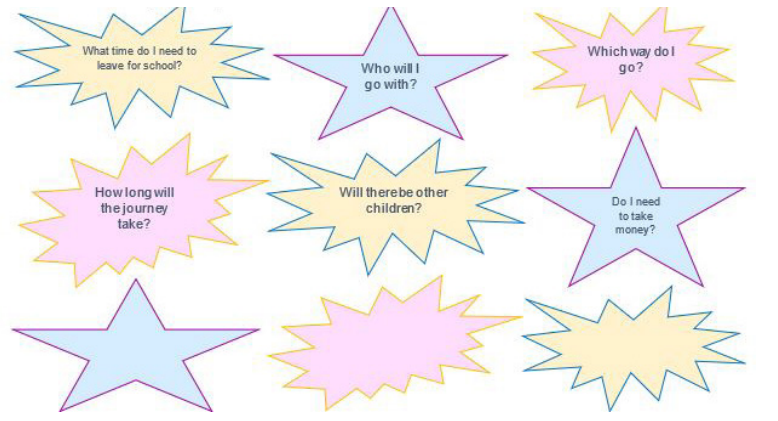 What time do I need to
leave for school?
Who will I
go with?
Which way do I
go?
How long will
the journey
take?
Will there be other
children?
Do I need
to take
money?